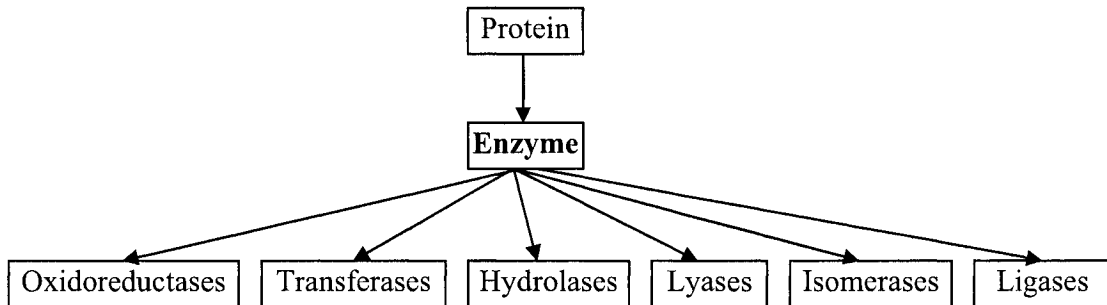 Protein
Enzyme
Oxidoreductases Transferases Hydrolases Lyases Isomerases Ligases